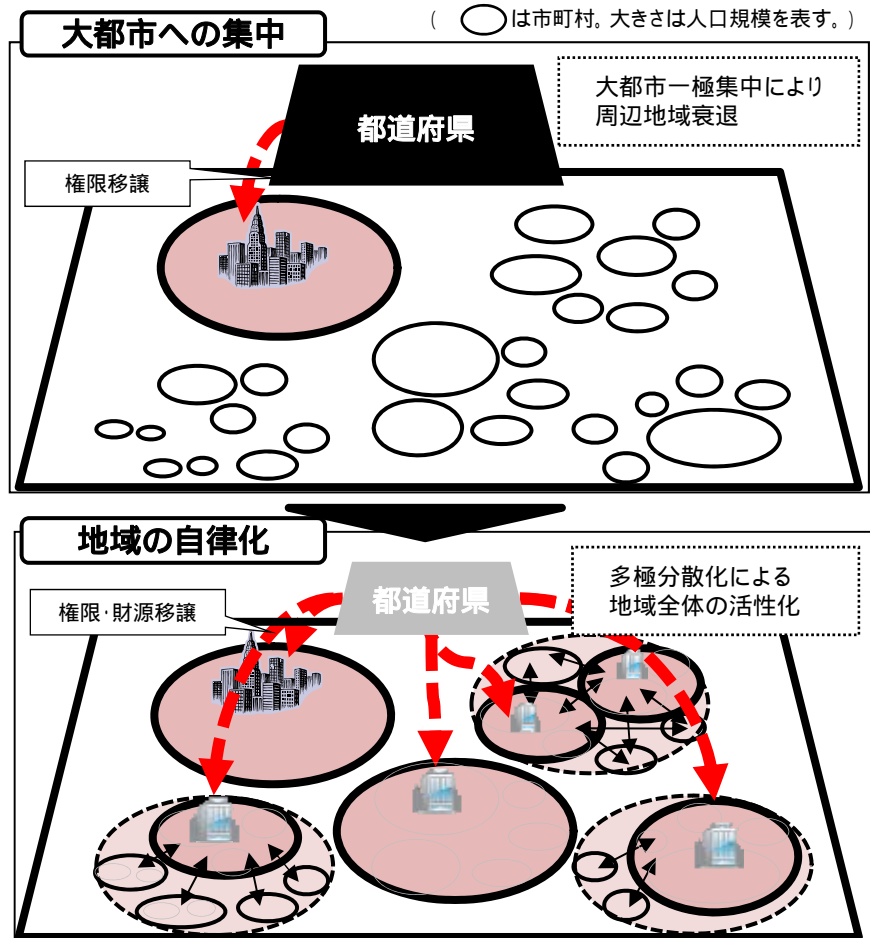 ( は市町村。大きさは人口規模を表す。)
大都市への集中
大都市一極集中により
周辺地域衰退
都道府県
権限移譲
地域の自律化
多極分散化による
地域全体の活性化
都道府県
権限・財源移譲